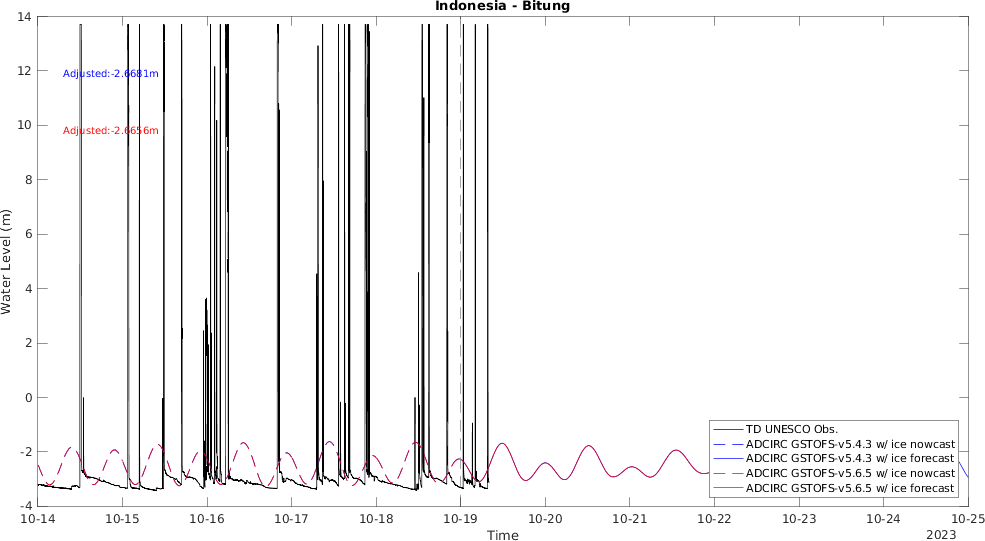 Indonesia - Bitung
14
12
10
8
6
4
2
0
-2
-4
Water Level (m)
Adjusted:-2.6681m
Adjusted:-2.6656m
TD UNESCO Obs.
ADCIRC GSTOFS-v5.4.3 w/ ice nowcast
ADCIRC GSTOFS-v5.4.3 w/ ice forecast
ADCIRC GSTOFS-v5.6.5 w/ ice nowcast
ADCIRC GSTOFS-v5.6.5 w/ ice forecast
10-14 10-15 10-16 10-17 10-18 10-19 10-20 10-21 10-22 10-23 10-24 10-25
Time
2023